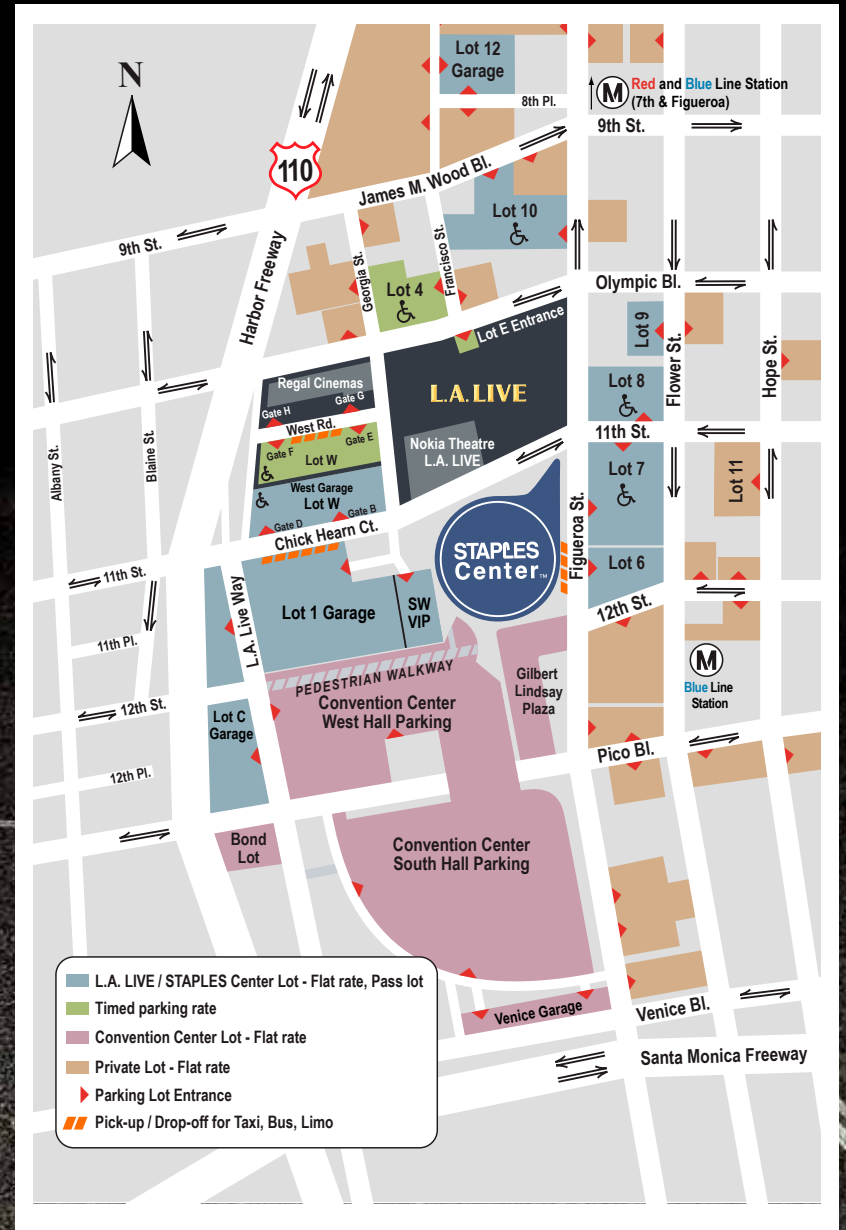 N
110
Lot 12
Garage
8th Pl.
M
Red and Blue Line Station
(7th & Figueroa)
9th St.
James M. Wood Bl.
Lot 10
9th St.
Harbor Freeway
Georgia St.
Francisco St.
Lot 4
Olympic Bl.
Lot E Entrance
Lot 9
Flower St.
Hope St.
Regal Cinemas
Gate G
Gate H
L.A. LIVE
Lot 8
West Rd.
11th St.
Nokia Theatre
L.A. LIVE
Gate E
Gate F
Lot W
Albany St.
Blaine St.
West Garage
Lot W
Gate B
Gate D
Chick Hearn Ct.
Lot 7
Lot 11
Figueroa St.
STAPLES
Center™
Lot 6
11th St.
L.A. Live Way
Lot 1 Garage
SW
VIP
12th St.
11th Pl.
M
Blue Line
Station
PEDESTRIAN WALKWAY
Gilbert
Lindsay
Plaza
12th St.
Lot C
Garage
Convention Center
West Hall Parking
Pico Bl.
12th Pl.
Bond
Lot
Convention Center
South Hall Parking
L.A. LIVE / STAPLES Center Lot - Flat rate, Pass lot
Timed parking rate
Convention Center Lot - Flat rate
Private Lot - Flat rate
Parking Lot Entrance
Pick-up / Drop-off for Taxi, Bus, Limo
Venice Garage
Venice Bl.
Santa Monica Freeway